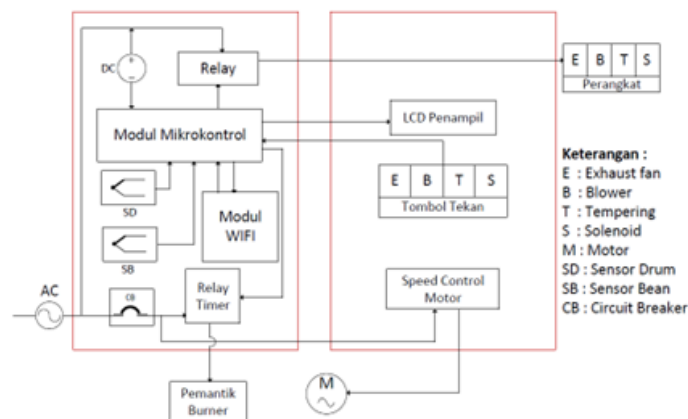 DC
Relay
E B T S
Perangkat
Modul Mikrokontrol
LCD Penampil
SD
Modul
WIFI
E B T S
Tombol Tekan
SB
AC
CB
Relay
Timer
Speed Control
Motor
Pemantik
Burner
M
Keterangan :
E : Exhaust fan
B : Blower
T : Tempering
S : Solenoid
M : Motor
SD : Sensor Drum
SB : Sensor Bean
CB : Circuit Breaker